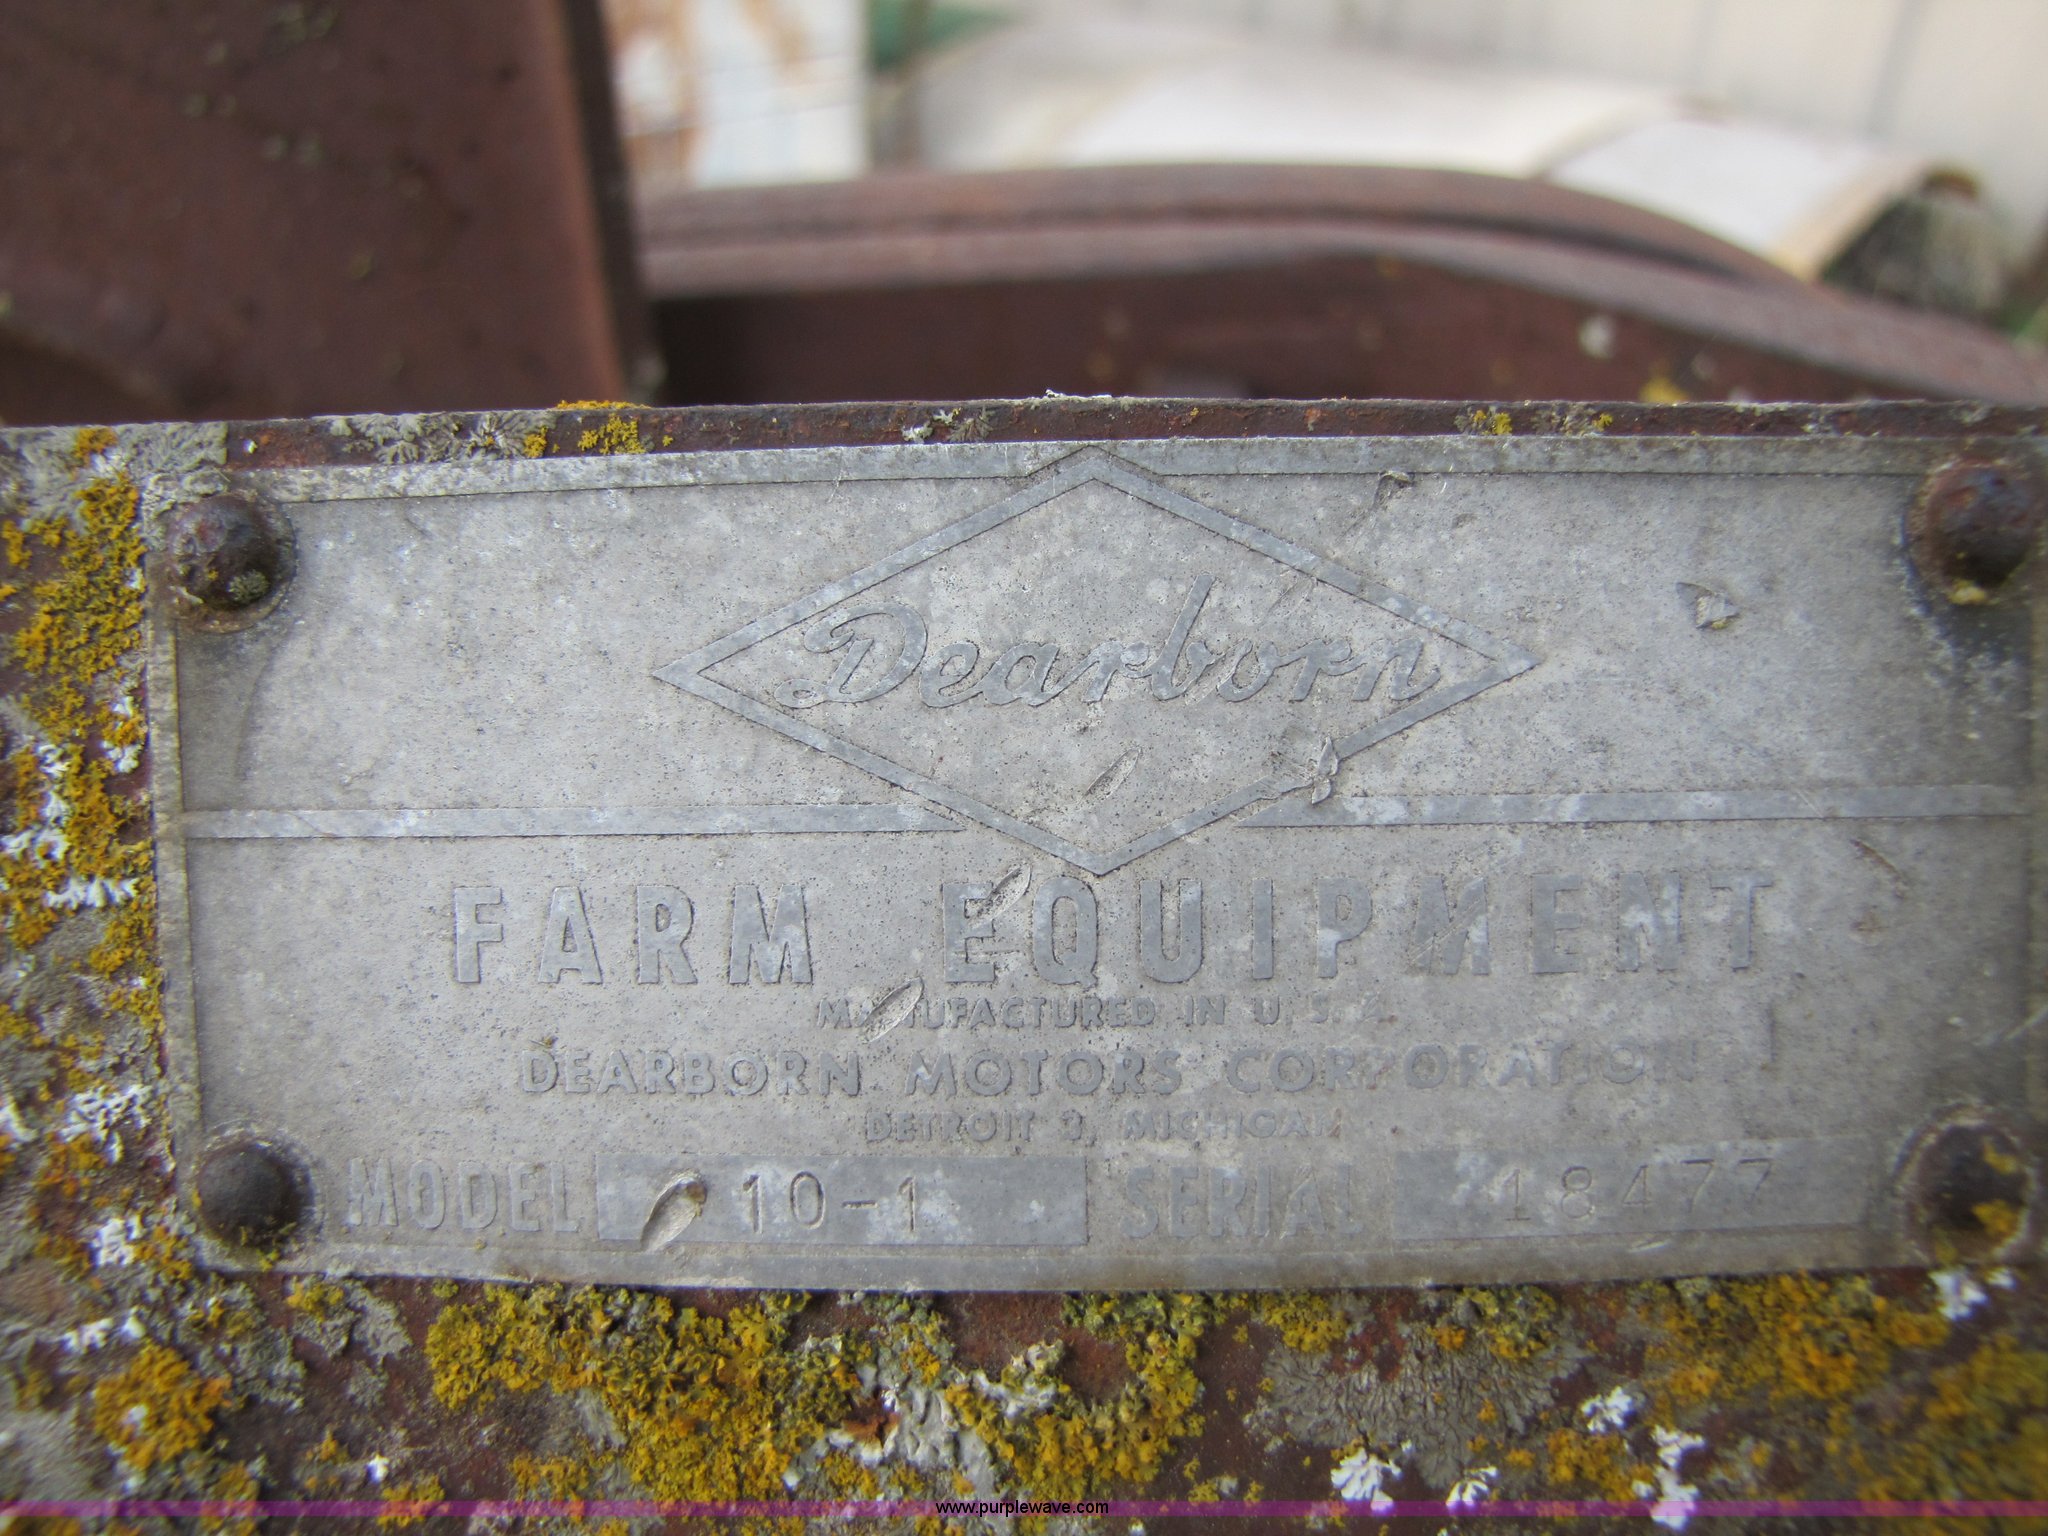 Dearborn
FARM EQUIPMENT
MANUFACTURED IN U.S.A.
DEARBORN MOTORS CORPORATION
DETROIT 3, MICHIGAN
MODEL 10-1 SERIAL 18477
www.purplewave.com